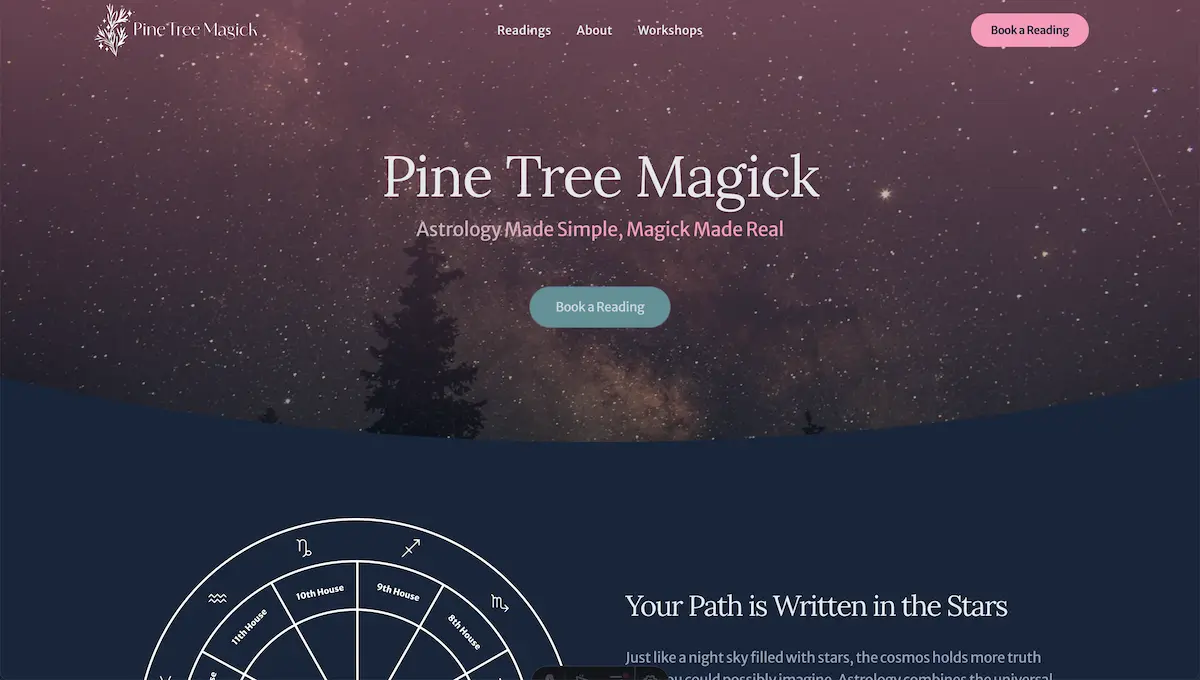 Pine Tree Magick
Readings
About
Workshops
Book a Reading
Pine Tree Magick
Astrology Made Simple, Magick Made Real
Book a Reading
10th House
9th House
11th House
8th House
Your Path is Written in the Stars
Just like a night sky filled with stars, the cosmos holds more truth
could possibly imagine. Astrology combines the universal